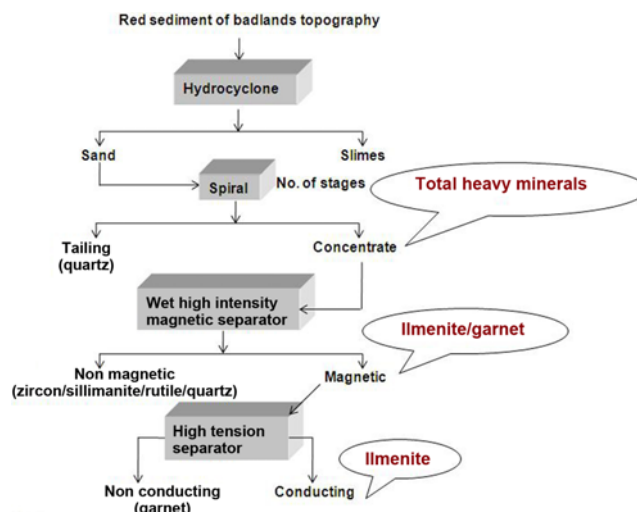 Red sediment of badlands topography
Hydrocyclone
Sand
Slimes
Spiral
No. of stages
Total heavy minerals
Tailing
(quartz)
Concentrate
Wet high intensity
magnetic separator
Ilmenite/garnet
Non magnetic
(zircon/sillimanite/rutile/quartz)
Magnetic
High tension
separator
Ilmenite
Non conducting
(garnet)
Conducting